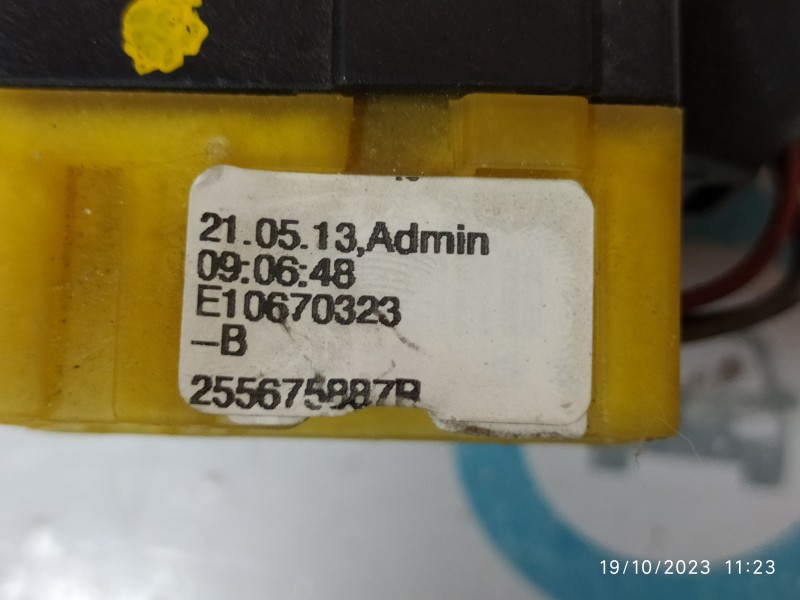 21.05.13,Admin
09:06:48
E10670323
-B
255675887R
19/10/2023 11:23